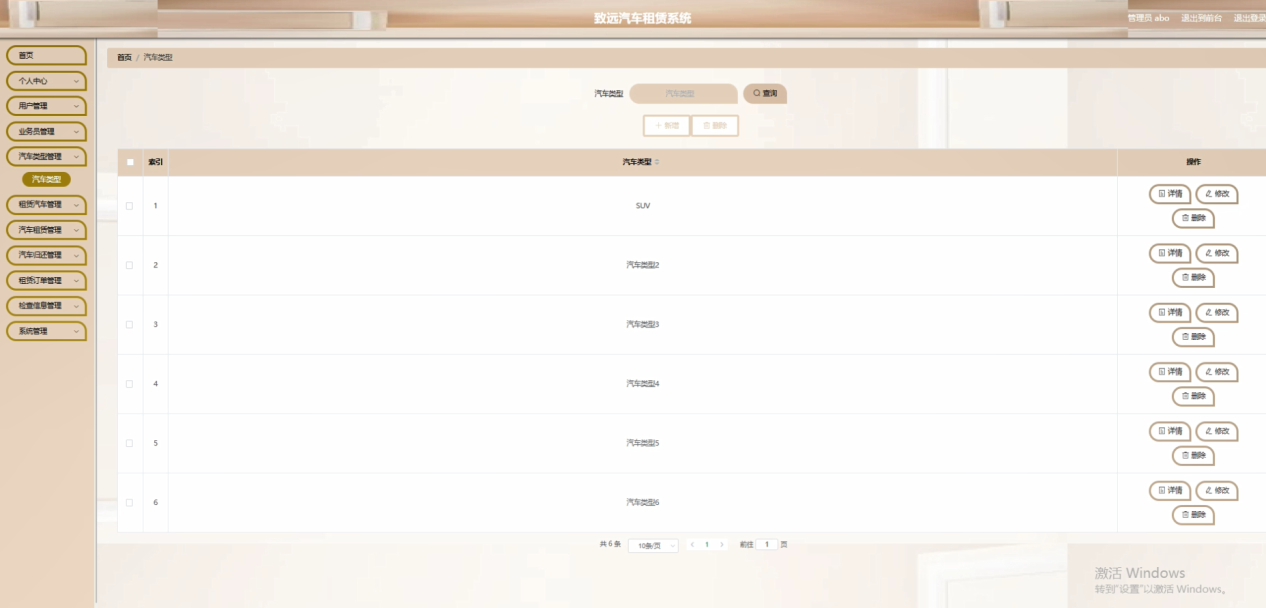 致远汽车租赁系统
管理员 abo 退出到前台 退出登录
首页
个人中心
用户管理
业务员管理
汽车类型管理
汽车类型
租赁汽车管理
汽车租赁管理
汽车归还管理
租赁订单管理
检查信息管理
系统管理
首页 / 汽车类型
汽车类型 汽车类型 查询
+ 新增 删除
索引 汽车类型 操作
1 SUV 详情 修改
删除
2 汽车类型2 详情 修改
删除
3 汽车类型3 详情 修改
删除
4 汽车类型4 详情 修改
删除
5 汽车类型5 详情 修改
删除
6 汽车类型6 详情 修改
删除
共 6 条 10条/页 1 前往 1 页
激活 Windows
转到"设置"以激活 Windows。